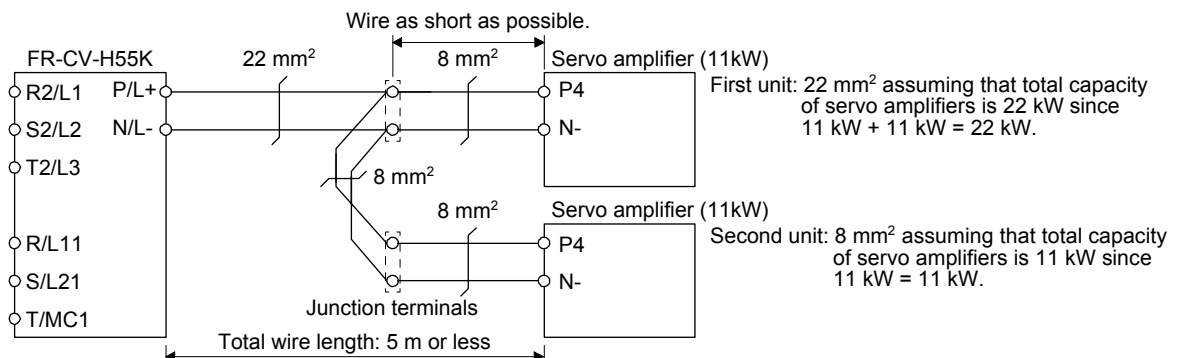 Wire as short as possible.
FR-CV-H55K
22 mm²
8 mm²
Servo amplifier (11kW)
R2/L1
P/L+
P4
First unit: 22 mm² assuming that total capacity
of servo amplifiers is 22 kW since
11 kW + 11 kW = 22 kW.
S2/L2
N/L-
N-
T2/L3
8 mm²
8 mm²
Servo amplifier (11kW)
R/L11
P4
Second unit: 8 mm² assuming that total capacity
of servo amplifiers is 11 kW since
11 kW = 11 kW.
S/L21
N-
Junction terminals
T/MC1
Total wire length: 5 m or less